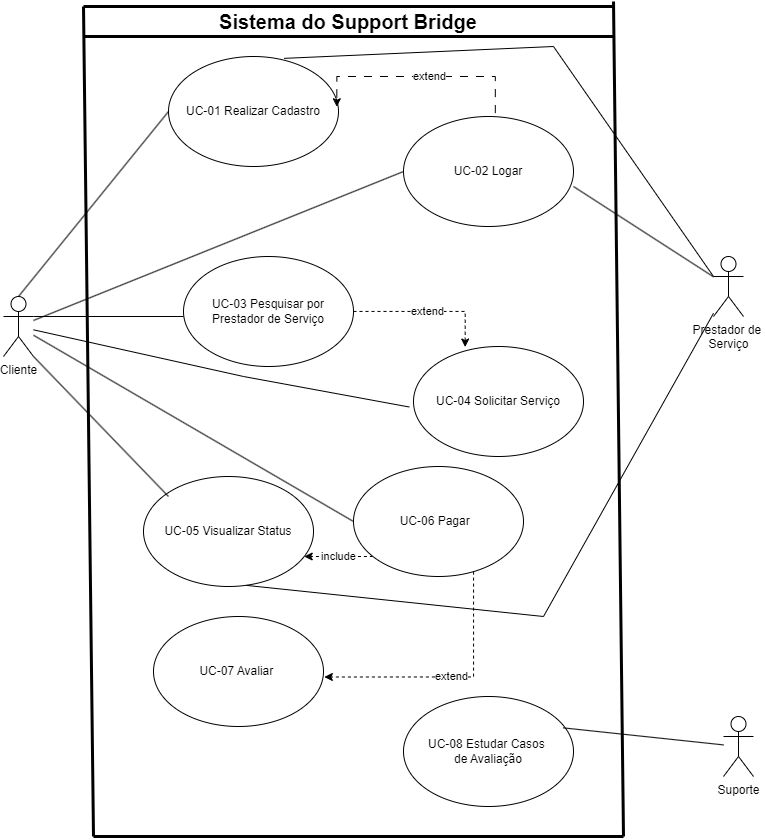 Sistema do Support Bridge
extend
UC-01 Realizar Cadastro
UC-02 Logar
UC-03 Pesquisar por
Prestador de Serviço
extend
Prestador de
Serviço
Cliente
UC-04 Solicitar Serviço
UC-05 Visualizar Status
UC-06 Pagar
include
UC-07 Avaliar
extend
UC-08 Estudar Casos
de Avaliação
Suporte